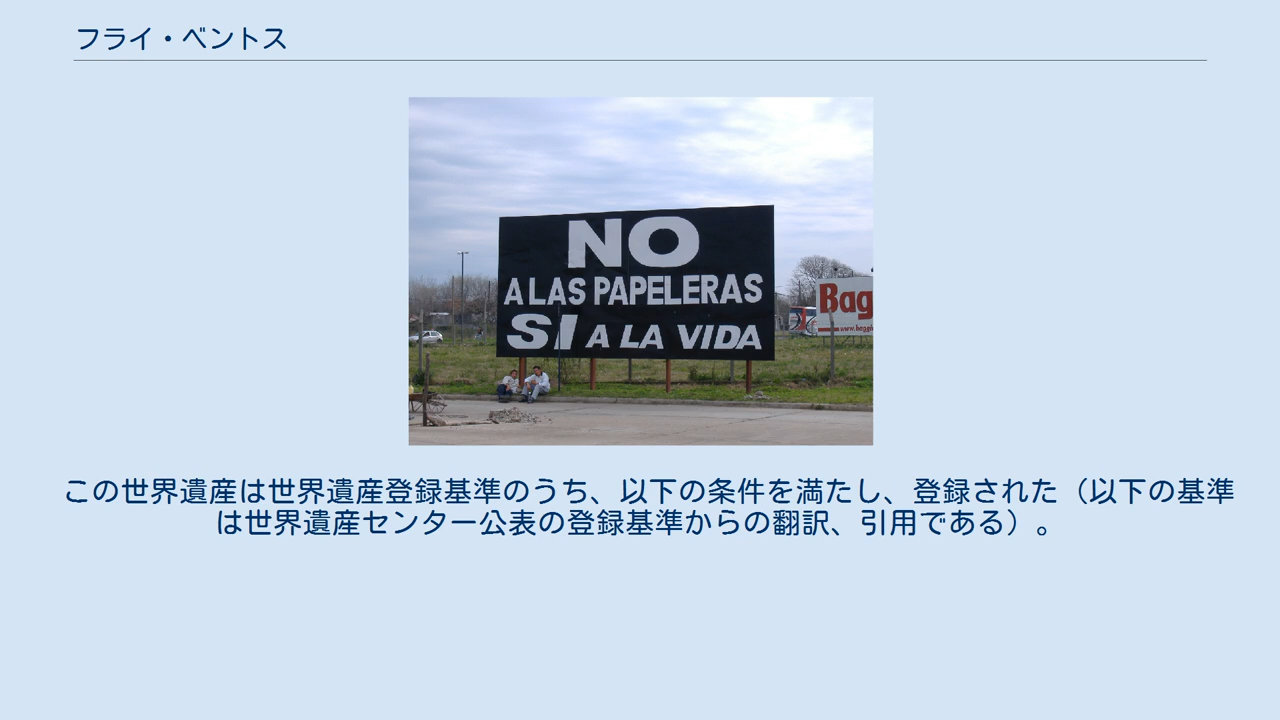 フライ・ベントス
NO
A LAS PAPELERAS
SI A LA VIDA
Bag
この世界遺産は世界遺産登録基準のうち、以下の条件を満たし、登録された（以下の基準
は世界遺産センター公表の登録基準からの翻訳、引用である）。